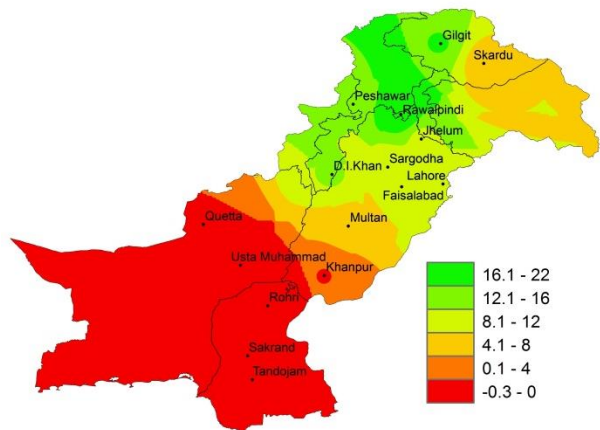 Gilgit
Skardu
Peshawar
Rawalpindi
Jhelum
D.I.Khan
Sargodha
Lahore
Faisalabad
Quetta
Multan
Usta Muhammad
Khanpur
Rohri
Sakrand
Tandojam
16.1 - 22
12.1 - 16
8.1 - 12
4.1 - 8
0.1 - 4
-0.3 - 0